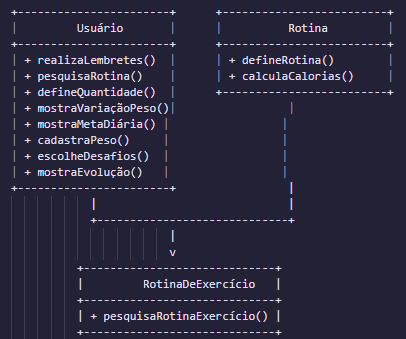 +-----------------------+      +-------------------------+
|         Usuário       |      |          Rotina         |
+-----------------------+      +-------------------------+
| + realizaLembretes()  |      | + defineRotina()        |
| + pesquisaRotina()    |      | + calculaCalorias()     |
| + defineQuantidade()  |      +-------------------------+
| + mostraVariaçãoPeso()|                 |
| + mostraMetaDiária() |                 |
| + cadastraPeso()     |                 |
| + escolheDesafios()  |                 |
| + mostraEvolução()   |                 |
+-----------------------+                 |
            |                             |
            +-----------------------------+
                        |
                        v
          +-----------------------------+
          |         RotinaDeExercício   |
          +-----------------------------+
          | + pesquisaRotinaExercício() |
          +-----------------------------+